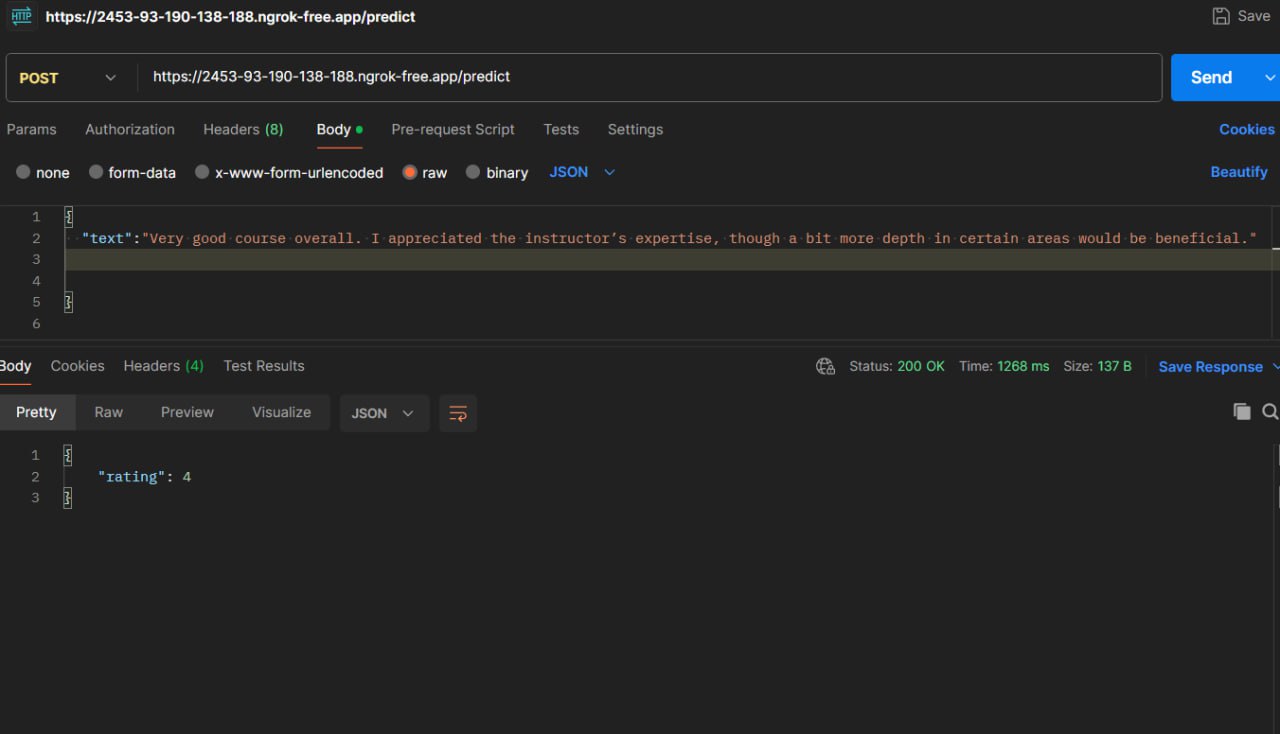 HTTP https://2453-93-190-138-188.ngrok-free.app/predict Save
POST https://2453-93-190-138-188.ngrok-free.app/predict Send
Params Authorization Headers (8) Body Pre-request Script Tests Settings Cookies
none form-data x-www-form-urlencoded raw binary JSON Beautify
1 {
2 "text":"Very good course overall. I appreciated the instructor’s expertise, though a bit more depth in certain areas would be beneficial."
3
4
5 }
6
Body Cookies Headers (4) Test Results Status: 200 OK Time: 1268 ms Size: 137 B Save Response
Pretty Raw Preview Visualize JSON
1 {
2 "rating": 4
3 }